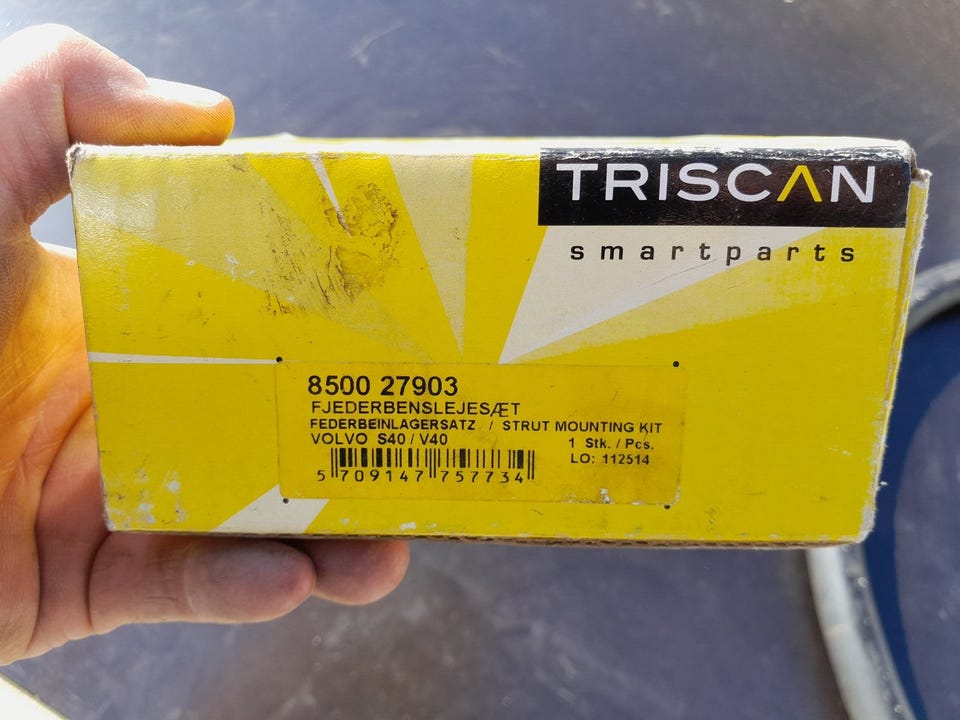 TRISCAN
smartparts
8500 27903
FJEDERBENSLEJESÆT
FEDERBEINLAGERSATZ / STRUT MOUNTING KIT
VOLVO S40 / V40 1 Stk. / Pcs.
LO: 112514
5 709147 757734